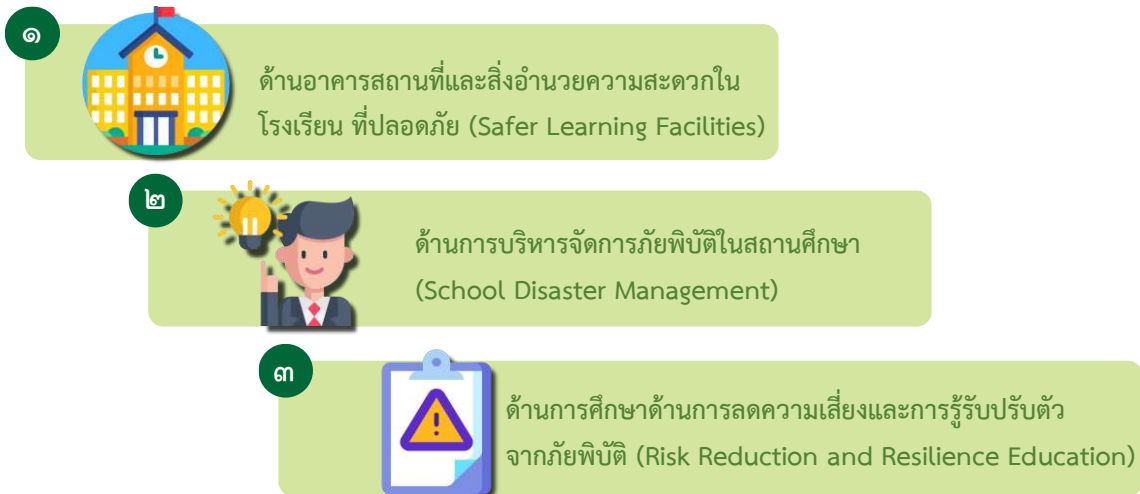 ๑
ด้านอาคารสถานที่และสิ่งอำนวยความสะดวกใน
โรงเรียน ที่ปลอดภัย (Safer Learning Facilities)
๒
ด้านการบริหารจัดการภัยพิบัติในสถานศึกษา
(School Disaster Management)
๓
ด้านการศึกษาด้านการลดความเสี่ยงและการรู้รับปรับตัว
จากภัยพิบัติ (Risk Reduction and Resilience Education)